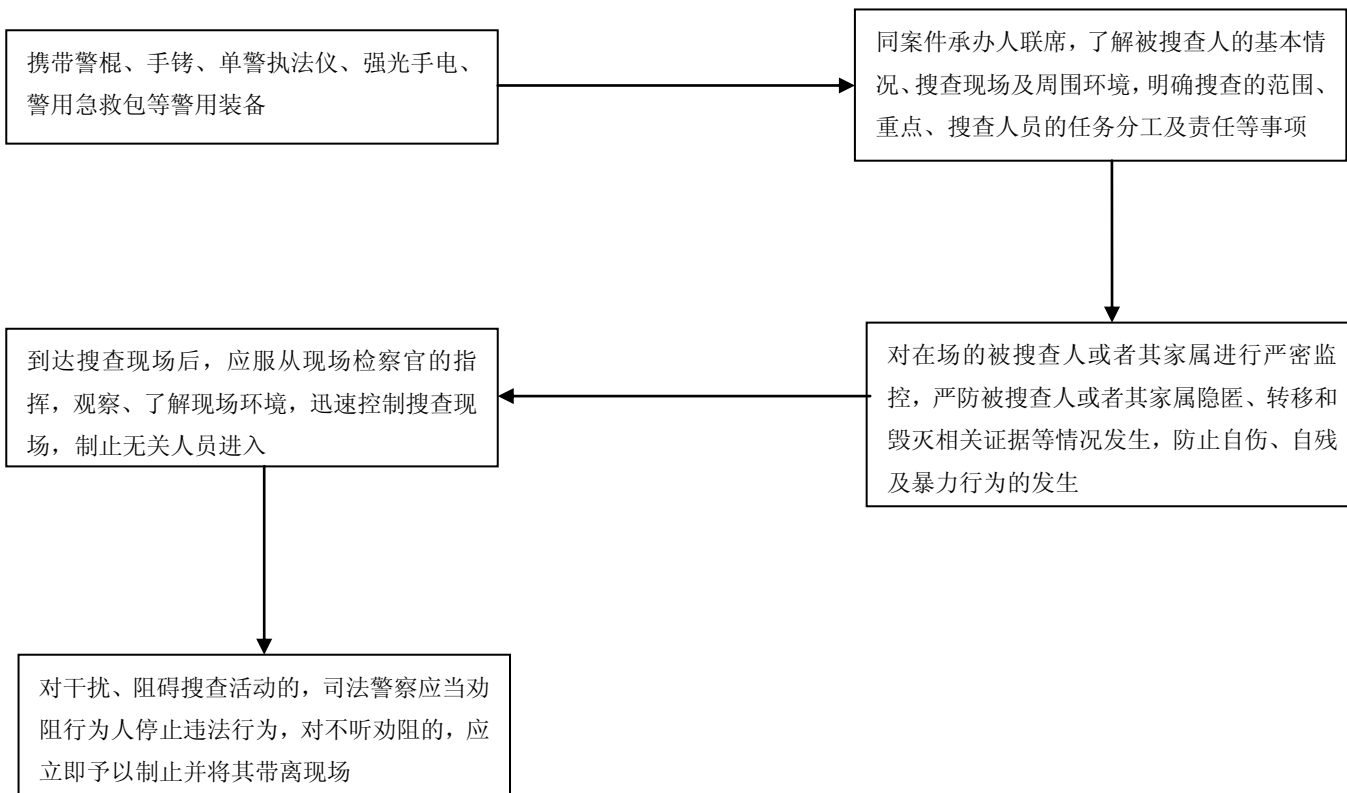 携带警棍、手铐、单警执法仪、强光手电、
警用急救包等警用装备
同案件承办人联席，了解被搜查人的基本情
况、搜查现场及周围环境，明确搜查的范围、
重点、搜查人员的任务分工及责任等事项
对在场的被搜查人或者其家属进行严密监
控，严防被搜查人或者其家属隐匿、转移和
毁灭相关证据等情况发生，防止自伤、自残
及暴力行为的发生
到达搜查现场后，应服从现场检察官的指
挥，观察、了解现场环境，迅速控制搜查现
场，制止无关人员进入
对干扰、阻碍搜查活动的，司法警察应当劝
阻行为人停止违法行为，对不听劝阻的，应
立即予以制止并将其带离现场